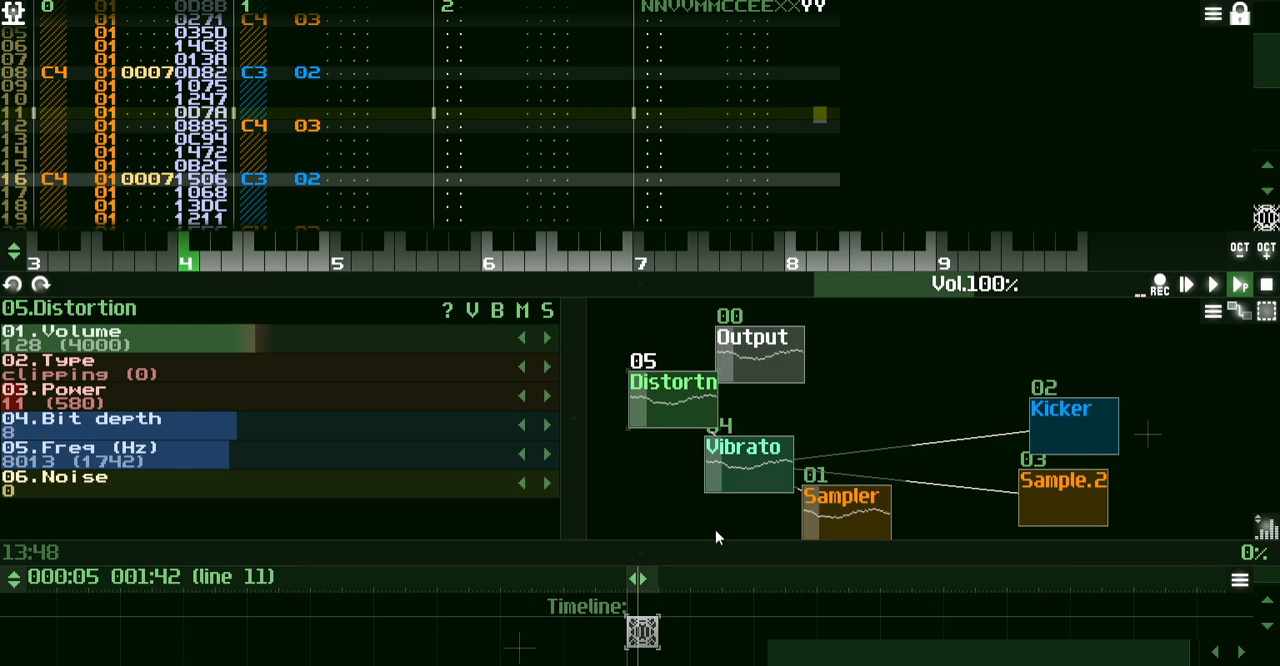 0 01 0D8B 1 2 NNVVMMCCEEXXYY
01 0271 C4 03
05 01 035D
06 01 14C8
07 01 013A
08 C4 01 0007 0D82 C3 02
09 01 1075
10 01 1247
11 01 0D7A
12 01 0885 C4 03
13 01 0C94
14 01 1472
15 01 0B2C
16 C4 01 0007 1506 C3 02
17 01 1068
18 01 13DC
19 01 1211
3 4 5 6 7 8 9 OCT - OCT +
Vol.100% REC
05.Distortion ? V B M S
01.Volume
128 (4000)
02.Type
clipping (0)
03.Power
11 (580)
04.Bit depth
8
05.Freq (Hz)
8013 (1742)
06.Noise
0
00
Output
05
Distortn
Vibrato
01
Sampler
02
Kicker
03
Sample.2
13:48 0%
000:05 001:42 (line 11)
Timeline: